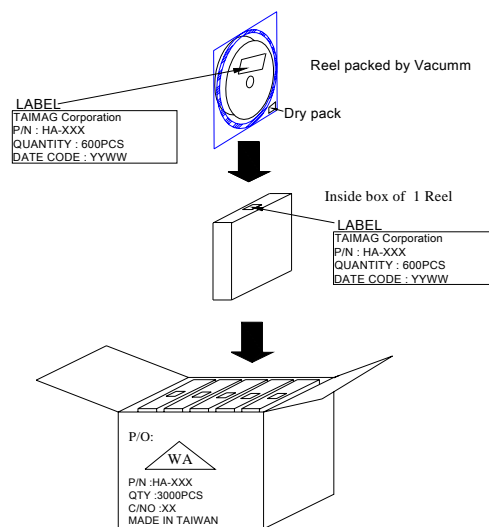 Reel packed by Vacumm
LABEL
TAIMAG Corporation
P/N : HA-XXX
QUANTITY : 600PCS
DATE CODE : YYWW
Dry pack
Inside box of 1 Reel
LABEL
TAIMAG Corporation
P/N : HA-XXX
QUANTITY : 600PCS
DATE CODE : YYWW
P/O:
WA
P/N :HA-XXX
QTY :3000PCS
C/NO :XX
MADE IN TAIWAN